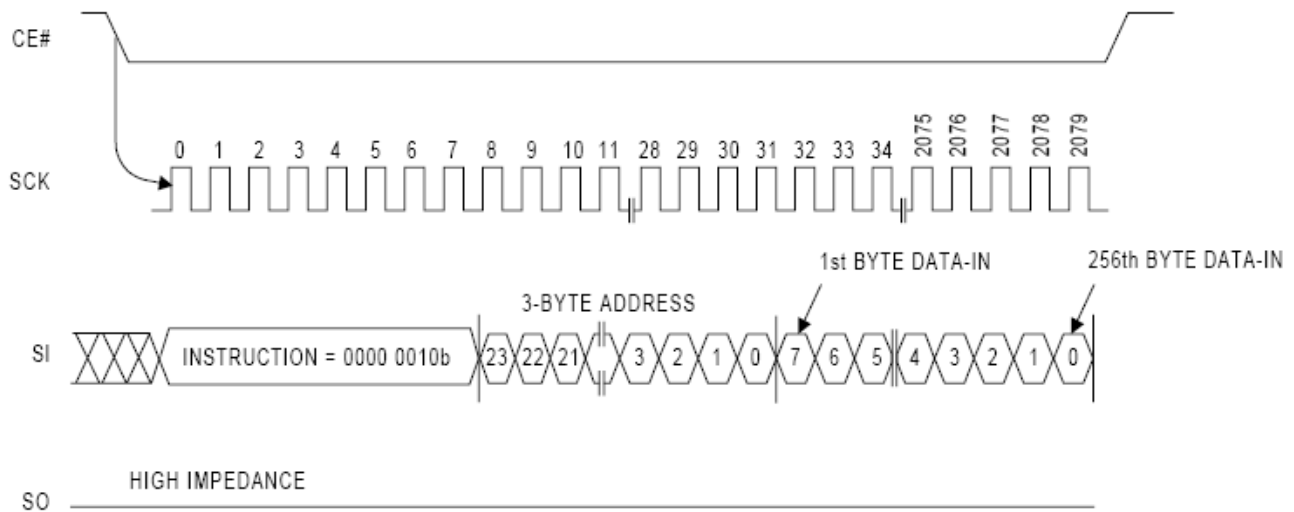 CE#
0 1 2 3 4 5 6 7 8 9 10 11 28 29 30 31 32 33 34 2075 2076 2077 2078 2079
SCK
1st BYTE DATA-IN 256th BYTE DATA-IN
3-BYTE ADDRESS
SI INSTRUCTION = 0000 0010b 23 22 21 3 2 1 0 7 6 5 4 3 2 1 0
HIGH IMPEDANCE
SO